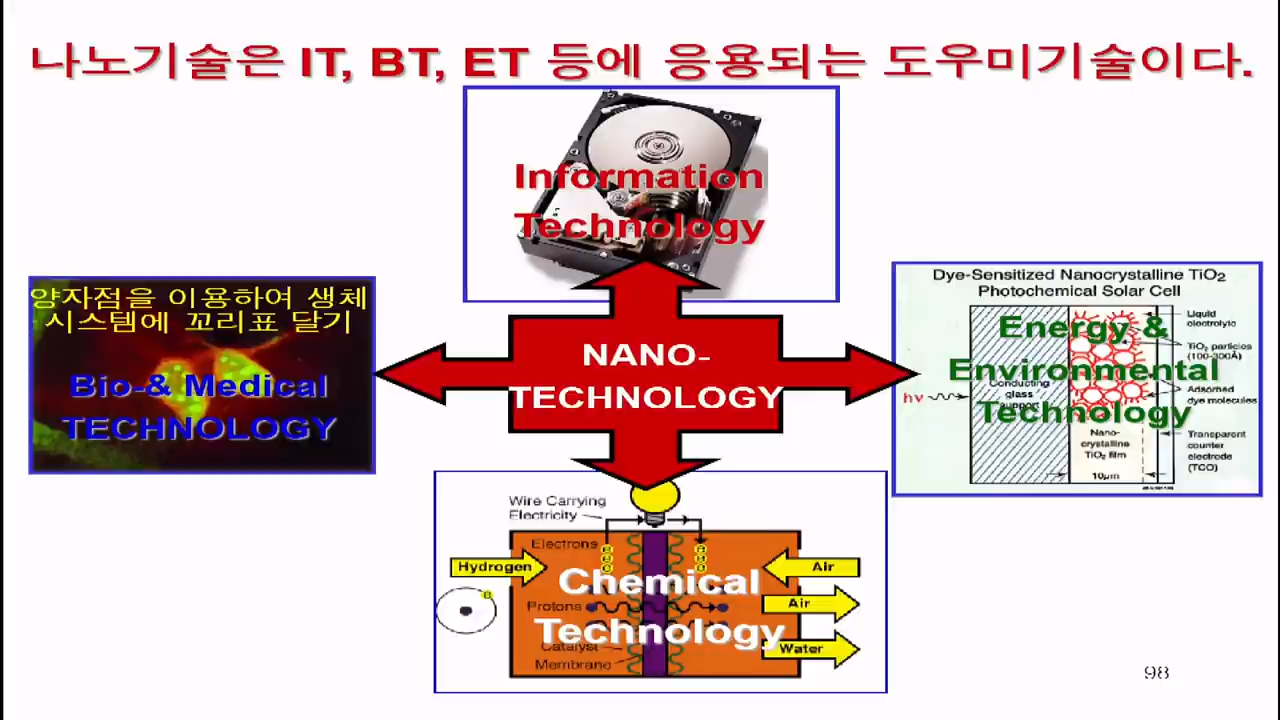 나노기술은 IT, BT, ET 등에 응용되는 도우미기술이다.
Information
Technology
양자점을 이용하여 생체
시스템에 꼬리표 달기
Bio-& Medical
TECHNOLOGY
NANO-
TECHNOLOGY
Dye-Sensitized Nanocrystalline TiO2
Photochemical Solar Cell
Energy &
Environmental
Technology
Liquid
electrolyte
TiO2 particles
(100-300Å)
Conducting
glass
support
hν
Adsorbed
dye molecules
Nano-
crystalline
TiO2 film
Transparent
counter
electrode
(TCO)
10μm
Wire Carrying
Electricity
Electrons
Hydrogen
Air
Chemical
Technology
Protons
Air
Catalyst
Membrane
Water
98